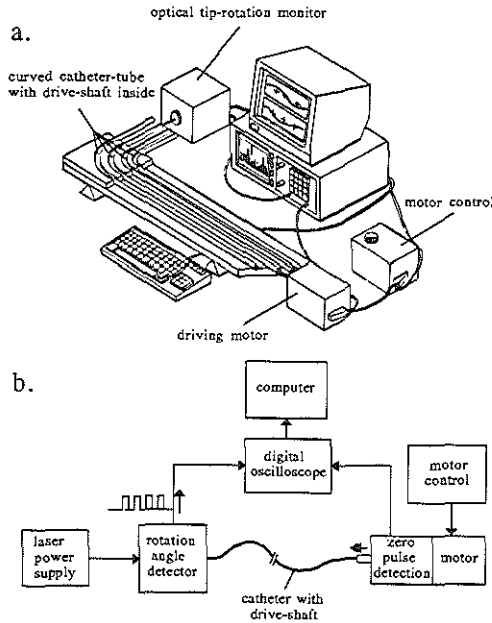 a.
optical tip-rotation monitor
curved catheter-tube
with drive-shaft inside
motor control
driving motor
b.
computer
digital
oscilloscope
motor
control
laser
power
supply
rotation
angle
detector
zero
pulse
detection
motor
catheter with
drive-shaft